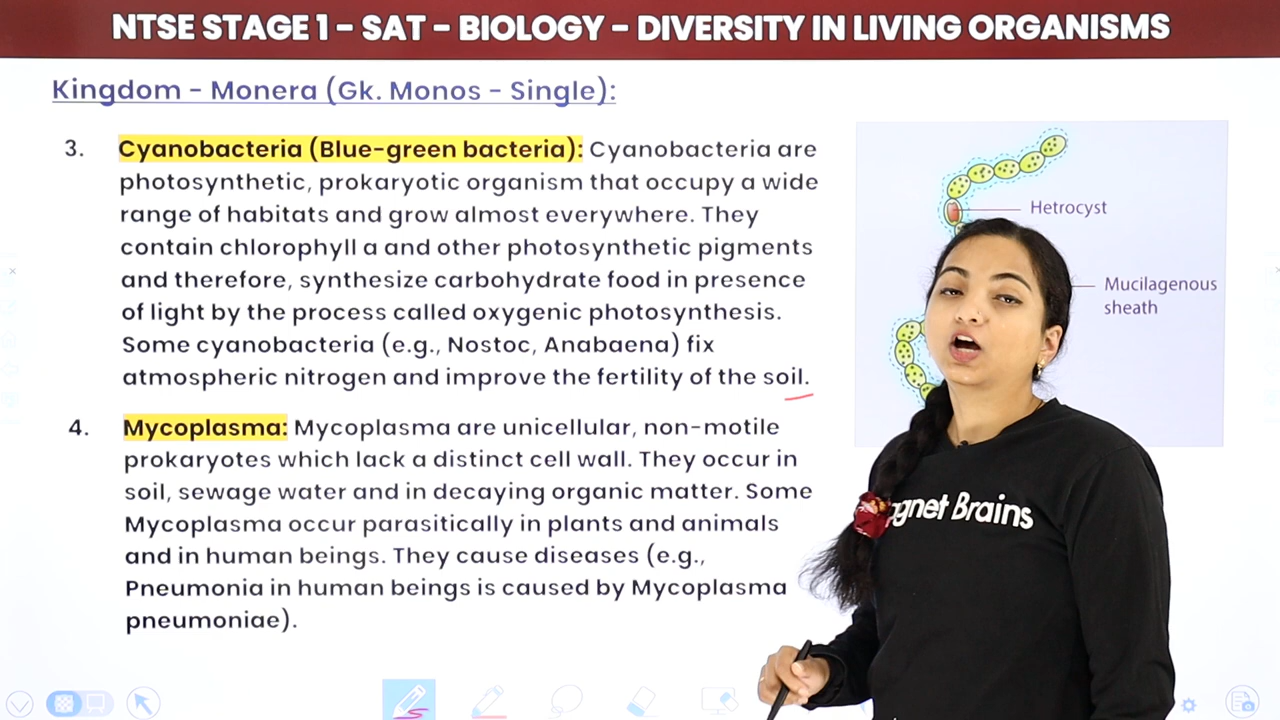 NTSE STAGE 1 – SAT – BIOLOGY – DIVERSITY IN LIVING ORGANISMS
Kingdom – Monera (Gk. Monos – Single):
3. Cyanobacteria (Blue-green bacteria): Cyanobacteria are
photosynthetic, prokaryotic organism that occupy a wide
range of habitats and grow almost everywhere. They
contain chlorophyll a and other photosynthetic pigments
and therefore, synthesize carbohydrate food in presence
of light by the process called oxygenic photosynthesis.
Some cyanobacteria (e.g., Nostoc, Anabaena) fix
atmospheric nitrogen and improve the fertility of the soil.
4. Mycoplasma: Mycoplasma are unicellular, non-motile
prokaryotes which lack a distinct cell wall. They occur in
soil, sewage water and in decaying organic matter. Some
Mycoplasma occur parasitically in plants and animals
and in human beings. They cause diseases (e.g.,
Pneumonia in human beings is caused by Mycoplasma
pneumoniae).
Hetrocyst
Mucilagenous
sheath
gnet Brains